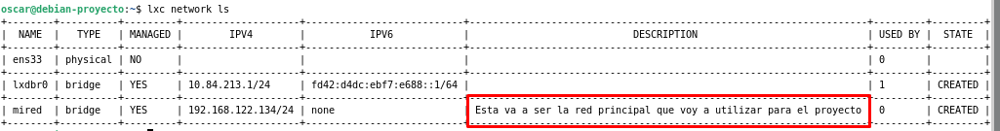 oscar@debian-proyecto:~$ lxc network ls
+--------+----------+---------+--------------------+---------------------------+--------------------------------------------------------------------+---------+---------+
| NAME | TYPE | MANAGED | IPV4 | IPV6 | DESCRIPTION | USED BY | STATE |
+--------+----------+---------+--------------------+---------------------------+--------------------------------------------------------------------+---------+---------+
| ens33 | physical | NO | | | | 0 | |
+--------+----------+---------+--------------------+---------------------------+--------------------------------------------------------------------+---------+---------+
| lxdbr0 | bridge | YES | 10.84.213.1/24 | fd42:d4dc:ebf7:e688::1/64 | | 1 | CREATED |
+--------+----------+---------+--------------------+---------------------------+--------------------------------------------------------------------+---------+---------+
| mired | bridge | YES | 192.168.122.134/24 | none | Esta va a ser la red principal que voy a utilizar para el proyecto | 0 | CREATED |
+--------+----------+---------+--------------------+---------------------------+--------------------------------------------------------------------+---------+---------+